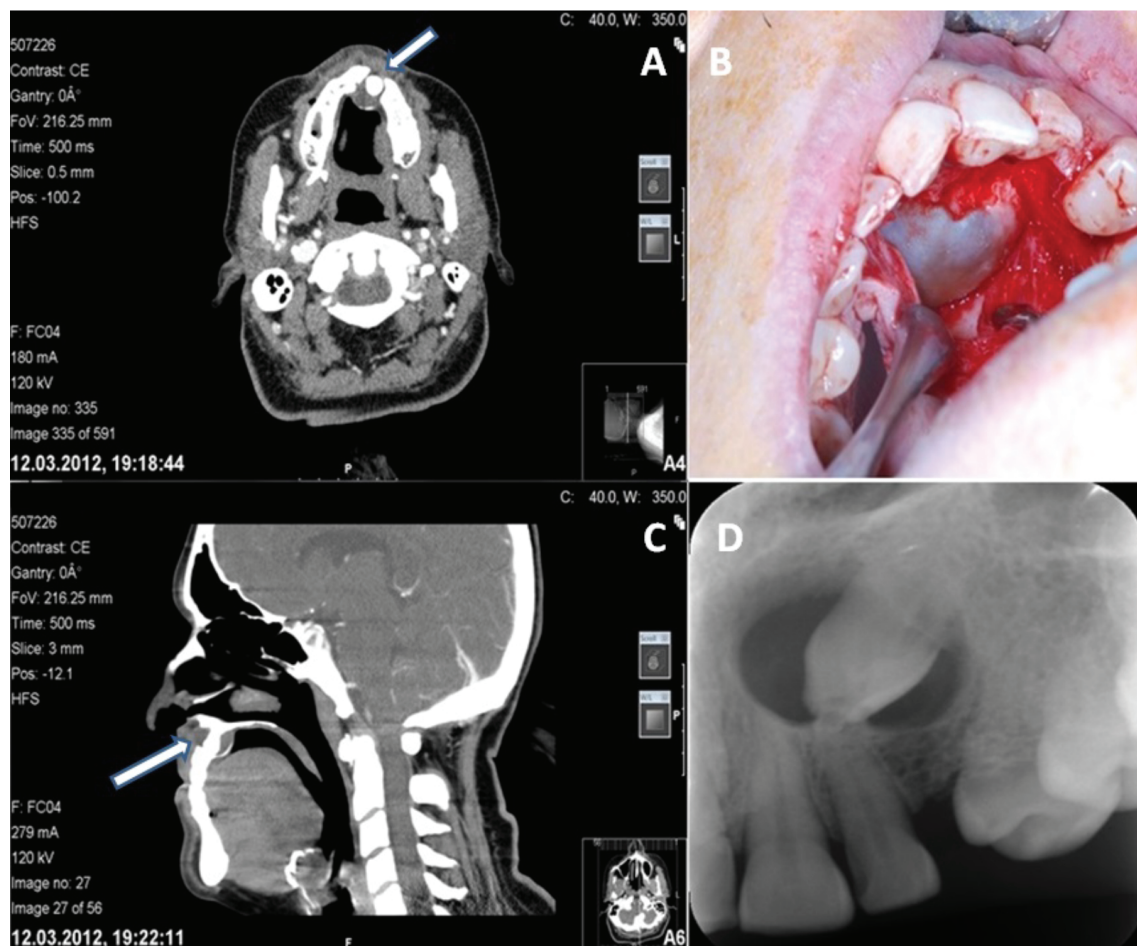 C: 40.0, W: 350.0
507226
Contrast: CE
Gantry: 0Â°
FoV: 216.25 mm
Time: 500 ms
Slice: 0.5 mm
Pos: -100.2
HFS
A
L
F: FC04
180 mA
120 kV
Image no: 335
Image 335 of 591
12.03.2012, 19:18:44
P
1 591
F
P
A4
B
C: 40.0, W: 350.0
507226
Contrast: CE
Gantry: 0Â°
FoV: 216.25 mm
Time: 500 ms
Slice: 3 mm
Pos: -12.1
HFS
C
P
F: FC04
279 mA
120 kV
Image no: 27
Image 27 of 56
12.03.2012, 19:22:11
F
A6
D